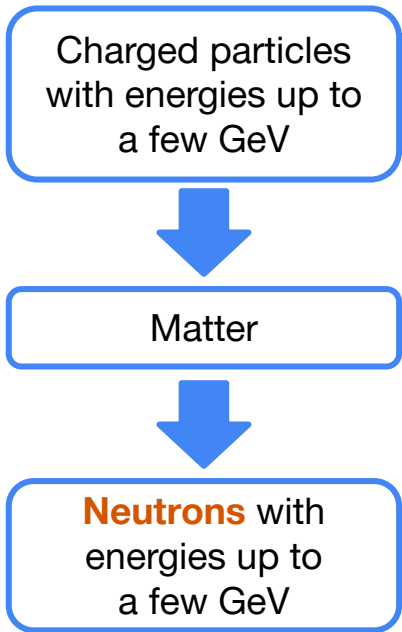 Charged particles
with energies up to
a few GeV
Matter
Neutrons with
energies up to
a few GeV